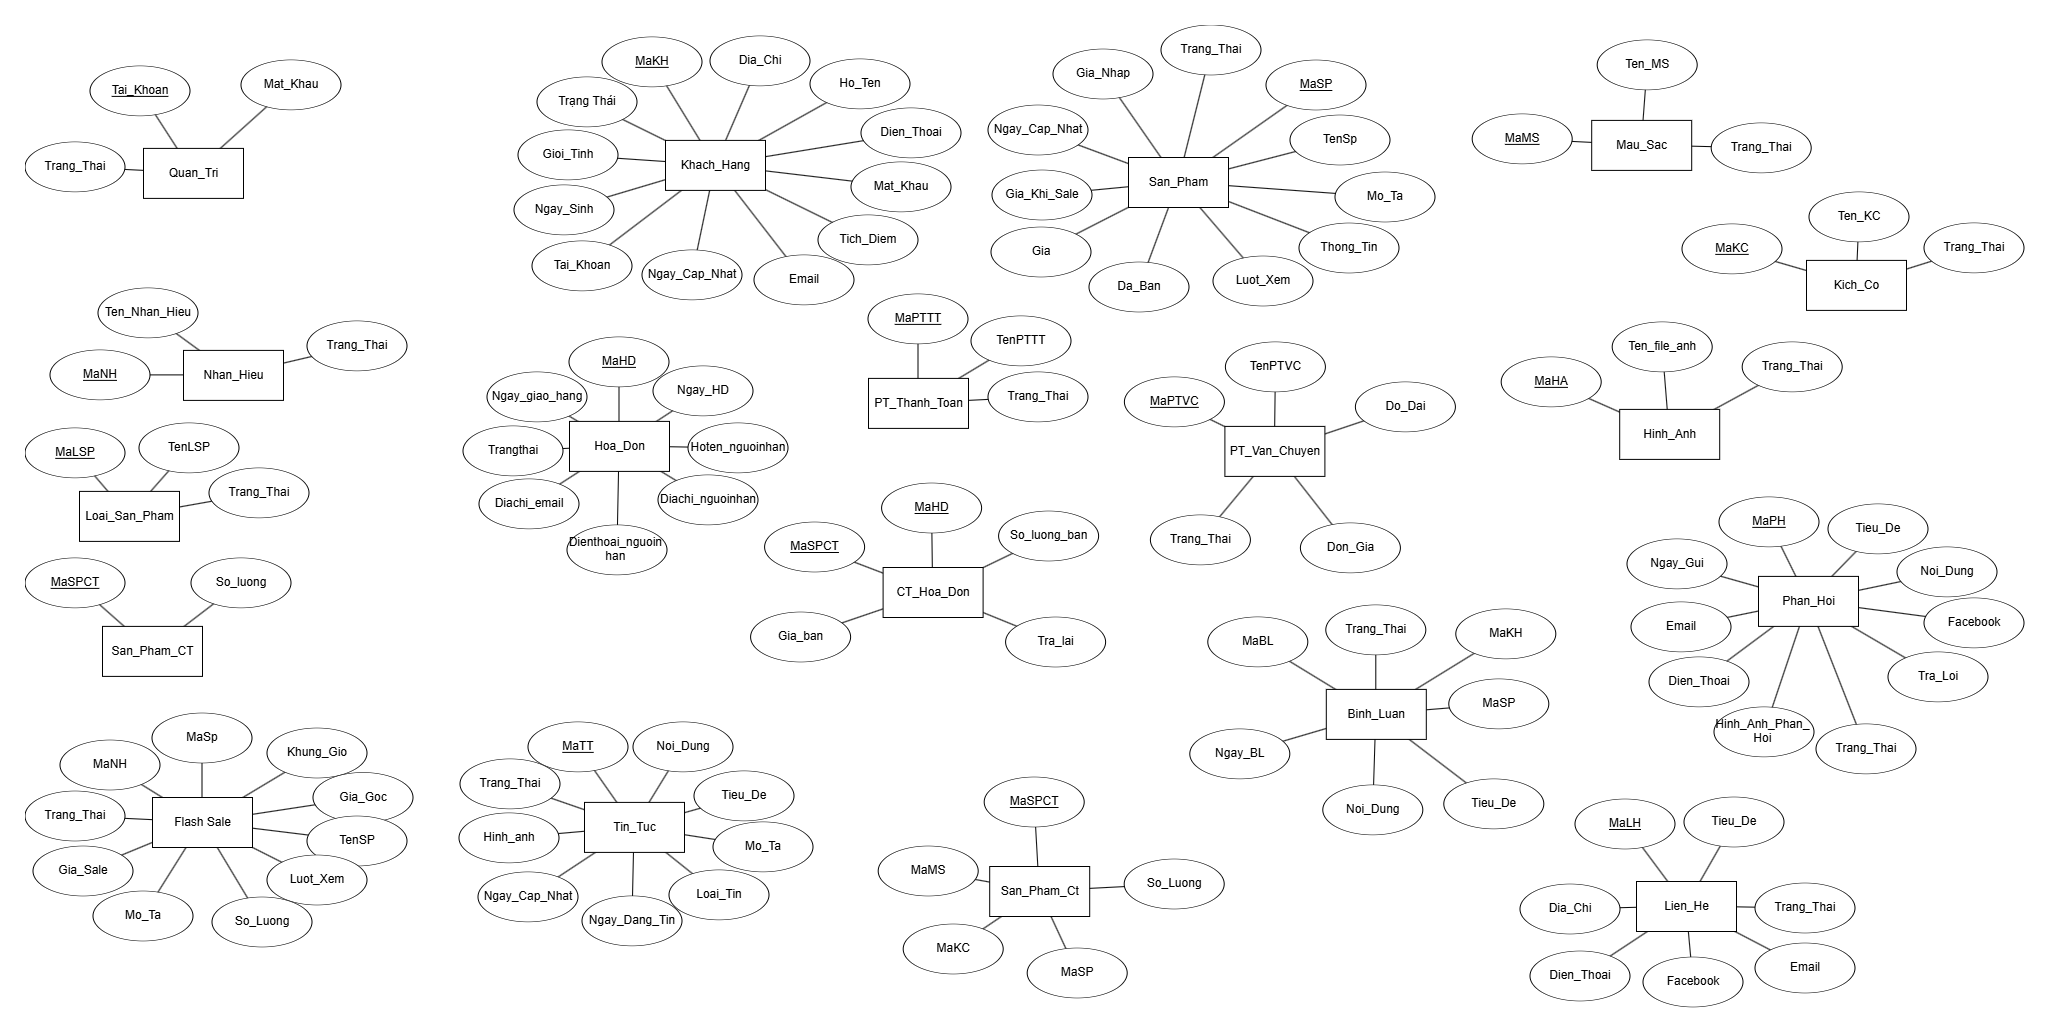 Tai_Khoan
Mat_Khau
Trang_Thai
Quan_Tri
MaKH
Dia_Chi
Ho_Ten
Trạng Thái
Dien_Thoai
Gioi_Tinh
Khach_Hang
Mat_Khau
Ngay_Sinh
Tich_Diem
Tai_Khoan
Ngay_Cap_Nhat
Email
Trang_Thai
Gia_Nhap
MaSP
Ngay_Cap_Nhat
TenSp
San_Pham
Gia_Khi_Sale
Mo_Ta
Gia
Thong_Tin
Da_Ban
Luot_Xem
Ten_MS
MaMS
Mau_Sac
Trang_Thai
Ten_KC
MaKC
Trang_Thai
Kich_Co
Ten_Nhan_Hieu
Trang_Thai
MaNH
Nhan_Hieu
MaHD
Ngay_giao_hang
Ngay_HD
Trangthai
Hoa_Don
Hoten_nguoinhan
Diachi_email
Diachi_nguoinhan
Dienthoai_nguoin
han
MaPTTT
TenPTTT
Trang_Thai
PT_Thanh_Toan
TenPTVC
MaPTVC
Do_Dai
PT_Van_Chuyen
Trang_Thai
Don_Gia
Ten_file_anh
MaHA
Trang_Thai
Hinh_Anh
MaLSP
TenLSP
Trang_Thai
Loai_San_Pham
MaSPCT
So_luong
San_Pham_CT
MaHD
MaSPCT
So_luong_ban
CT_Hoa_Don
Gia_ban
Tra_lai
MaPH
Tieu_De
Ngay_Gui
Noi_Dung
Phan_Hoi
Email
Facebook
Dien_Thoai
Tra_Loi
Hinh_Anh_Phan_
Hoi
Trang_Thai
MaBL
Trang_Thai
MaKH
Binh_Luan
MaSP
Ngay_BL
Noi_Dung
Tieu_De
MaSp
MaNH
Khung_Gio
Trang_Thai
Gia_Goc
Flash Sale
TenSP
Gia_Sale
Luot_Xem
Mo_Ta
So_Luong
MaTT
Noi_Dung
Trang_Thai
Tieu_De
Hinh_anh
Tin_Tuc
Mo_Ta
Ngay_Cap_Nhat
Loai_Tin
Ngay_Dang_Tin
MaSPCT
MaMS
San_Pham_Ct
So_Luong
MaKC
MaSP
MaLH
Tieu_De
Dia_Chi
Lien_He
Trang_Thai
Dien_Thoai
Facebook
Email